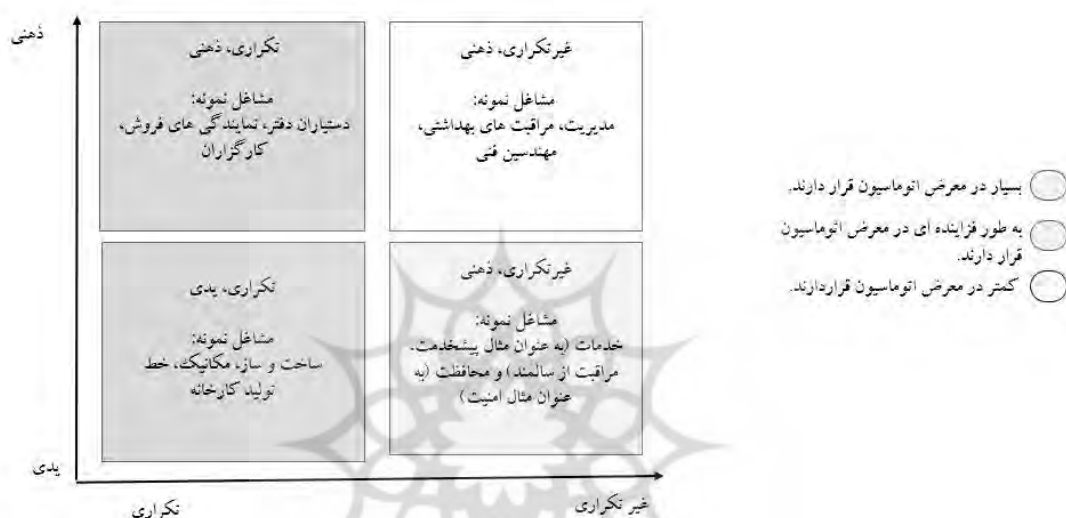 ذهنی
تکراری، ذهنی
مشاغل نمونه:
دستیاران دفتر، نمایندگی های فروش،
کارگزاران
غیرتکراری، ذهنی
مشاغل نمونه:
مدیریت، مراقبت های بهداشتی،
مهندسین فنی
بسیار در معرض اتوماسیون قرار دارند.
به طور فزاینده ای در معرض اتوماسیون
قرار دارند.
کمتر در معرض اتوماسیون قراردارند.
تکراری، یدی
مشاغل نمونه:
ساخت و ساز، مکانیک، خط
تولید کارخانه
غیرتکراری، ذهنی
مشاغل نمونه:
خدمات (به عنوان مثال پیشخدمت،
مراقبت از سالمند) و محافظت (به
عنوان مثال امنیت)
یدی
تکراری
غیر تکراری